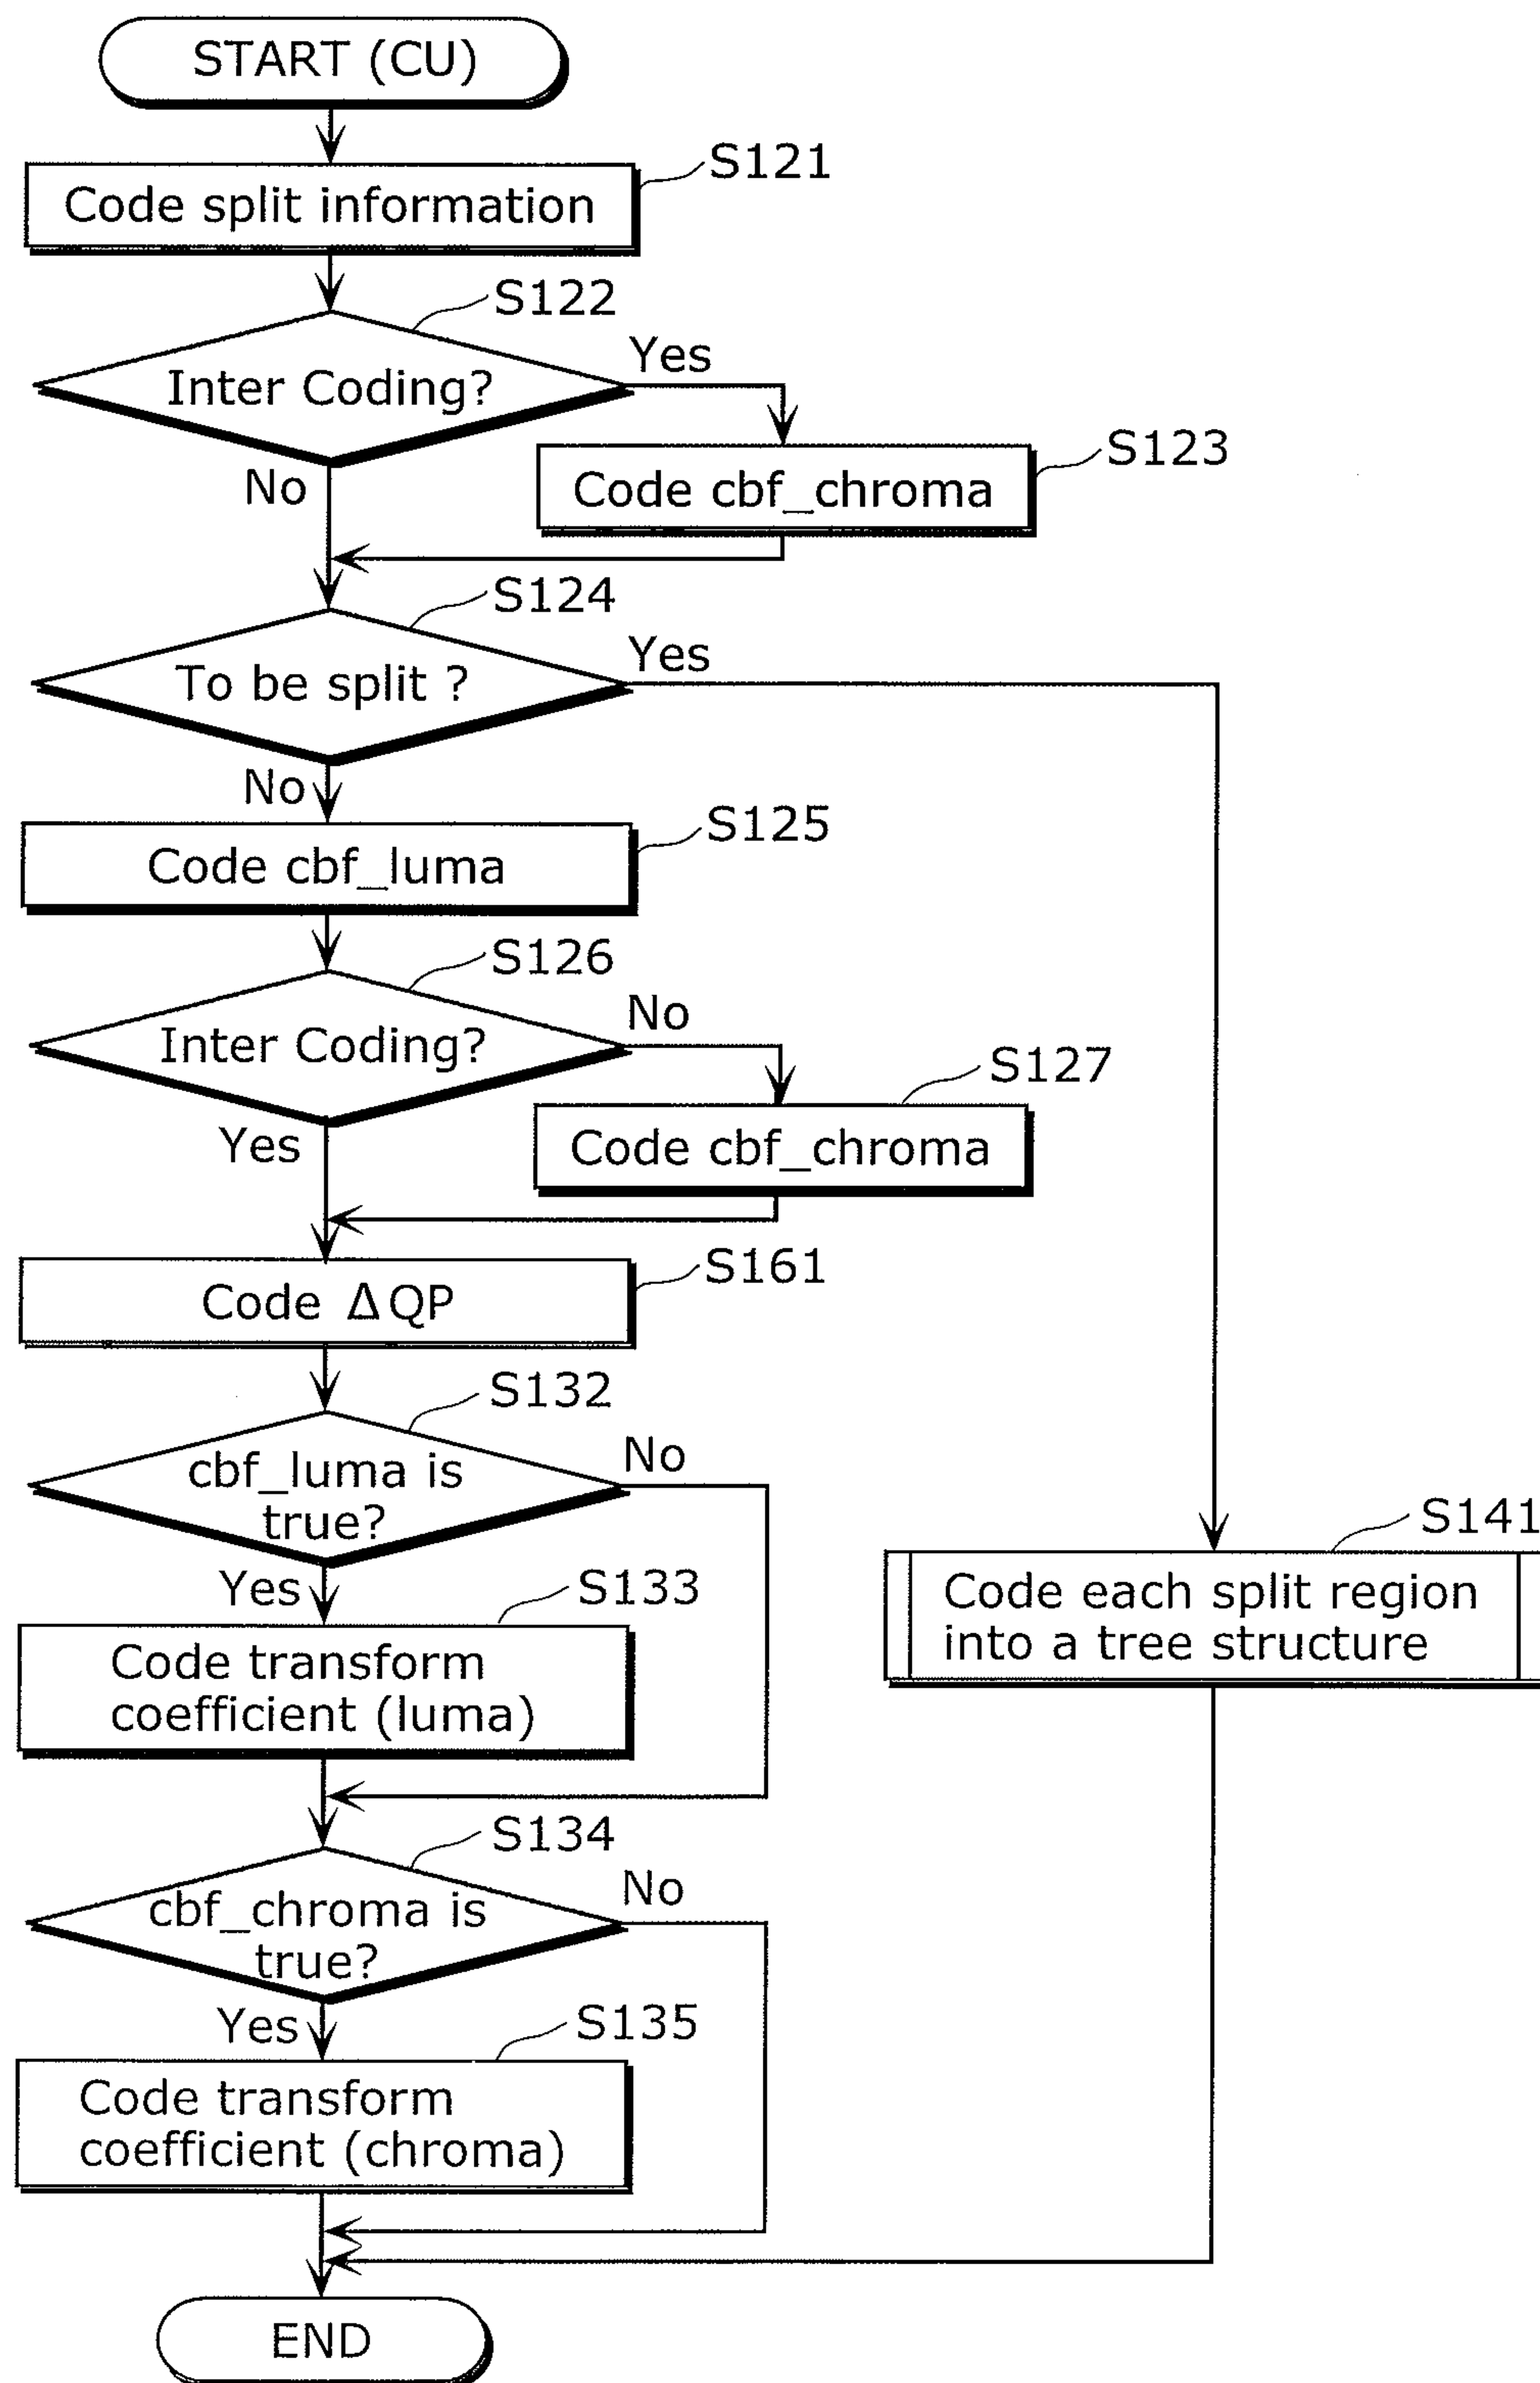 START (CU)
S121
Code split information
S122
Inter Coding?
Yes
No
S123
Code cbf_chroma
S124
To be split ?
Yes
No
S125
Code cbf_luma
S126
Inter Coding?
No
Yes
S127
Code cbf_chroma
S161
Code ΔQP
S132
cbf_luma is
true?
No
Yes
S133
Code transform
coefficient (luma)
S141
Code each split region
into a tree structure
S134
cbf_chroma is
true?
No
Yes
S135
Code transform
coefficient (chroma)
END